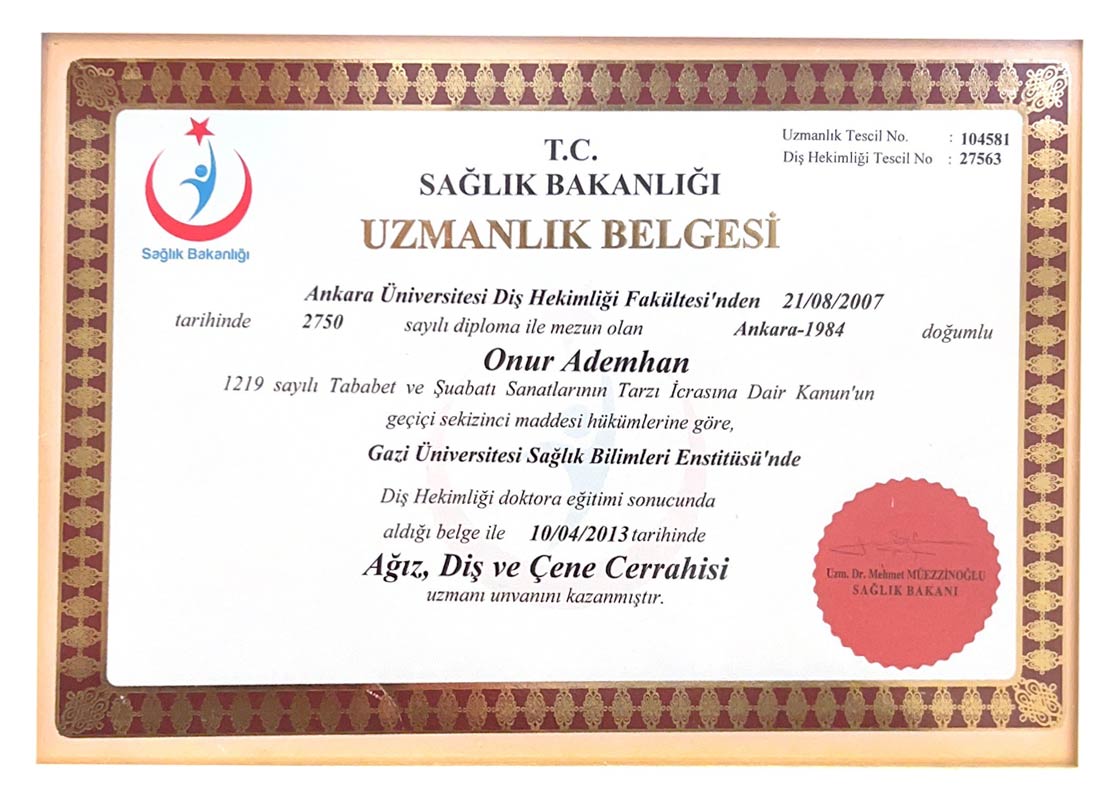 Uzmanlık Tescil No. : 104581
Diş Hekimliği Tescil No : 27563
Sağlık Bakanlığı
T.C.
SAĞLIK BAKANLIĞI
UZMANLIK BELGESİ
Ankara Üniversitesi Diş Hekimliği Fakültesi'nden 21/08/2007
tarihinde 2750 sayılı diploma ile mezun olan Ankara-1984 doğumlu
Onur Ademhan
1219 sayılı Tababet ve Şuabatı Sanatlarının Tarzı İcrasına Dair Kanun'un
geçiçi sekizinci maddesi hükümlerine göre,
Gazi Üniversitesi Sağlık Bilimleri Enstitüsü'nde
Diş Hekimliği doktora eğitimi sonucunda
aldığı belge ile 10/04/2013 tarihinde
Ağız, Diş ve Çene Cerrahisi
uzmanı unvanını kazanmıştır.
Uzm. Dr. Mehmet MÜEZZİNOĞLU
SAĞLIK BAKANI